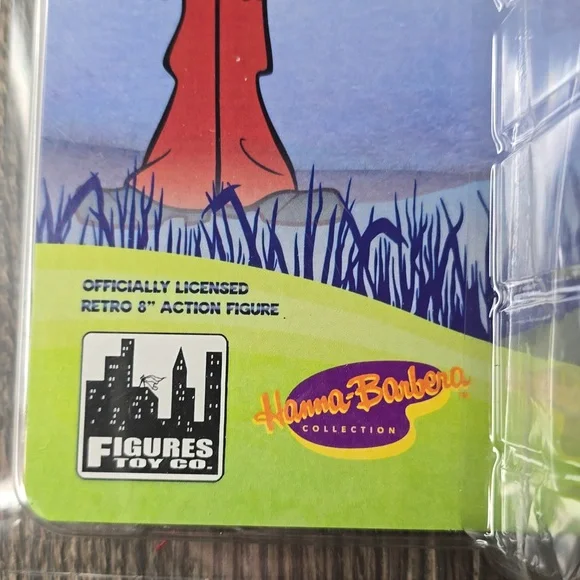 OFFICIALLY LICENSED
RETRO 8" ACTION FIGURE
FIGURES
TOY CO.
Hanna-Barbera
COLLECTION